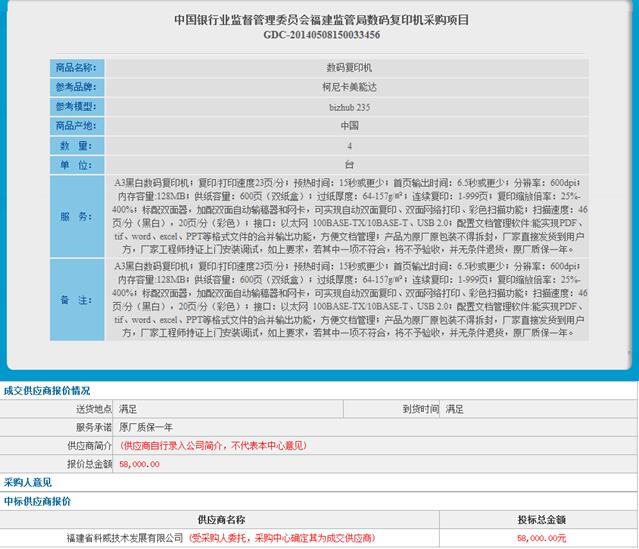 中国银行业监督管理委员会福建监管局数码复印机采购项目
GDC-20140508150033456
商品名称： 数码复印机
参考品牌： 柯尼卡美能达
参考模型： bizhub 235
商品产地： 中国
数 量： 4
单 位： 台
服 务：
A3黑白数码复印机；复印/打印速度23页/分；预热时间：15秒或更少；首页输出时间：6.5秒或更少；分辨率：600dpi；
内存容量:128MB；供纸容量：600页（双纸盒）；过纸厚度：64-157g/㎡；连续复印：1-999页；复印缩放倍率：25%-
400%；标配双面器，加配双面自动输稿器和网卡，可实现自动双面复印、双面网络打印、彩色扫描功能；扫描速度：46
页/分（黑白），20页/分（彩色）；接口：以太网 100BASE-TX/10BASE-T、USB 2.0；配置文档管理软件:能实现PDF、
tif、word、excel、PPT等格式文件的合并输出功能，方便文档管理；产品为原厂原包装不得拆封，厂家直接发货到用户
方，厂家工程师持证上门安装调试，如上要求，若其中一项不符合，将不予验收，并无条件退货，原厂质保一年。
备 注：
A3黑白数码复印机；复印/打印速度23页/分；预热时间：15秒或更少；首页输出时间：6.5秒或更少；分辨率：600dpi；
内存容量:128MB；供纸容量：600页（双纸盒）；过纸厚度：64-157g/㎡；连续复印：1-999页；复印缩放倍率：25%-
400%；标配双面器，加配双面自动输稿器和网卡，可实现自动双面复印、双面网络打印、彩色扫描功能；扫描速度：46
页/分（黑白），20页/分（彩色）；接口：以太网 100BASE-TX/10BASE-T、USB 2.0；配置文档管理软件:能实现PDF、
tif、word、excel、PPT等格式文件的合并输出功能，方便文档管理；产品为原厂原包装不得拆封，厂家直接发货到用户
方，厂家工程师持证上门安装调试，如上要求，若其中一项不符合，将不予验收，并无条件退货，原厂质保一年。
成交供应商报价情况
送货地点 满足 到货时间 满足
服务承诺 原厂质保一年
供应商简介 (供应商自行录入公司简介，不代表本中心意见)
报价总金额 58,000.00
采购人意见
中标供应商报价
供应商名称 投标总金额
福建省科威技术发展有限公司 (受采购人委托，采购中心确定其为成交供应商) 58,000.00元